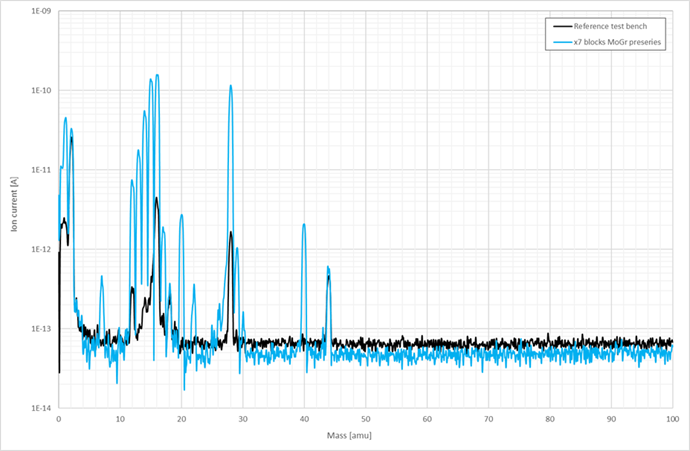 1E-09
Reference test bench
x7 blocks MoGr preseries
1E-10
1E-11
Ion current [A]
1E-12
1E-13
1E-14
0 10 20 30 40 50 60 70 80 90 100
Mass [amu]